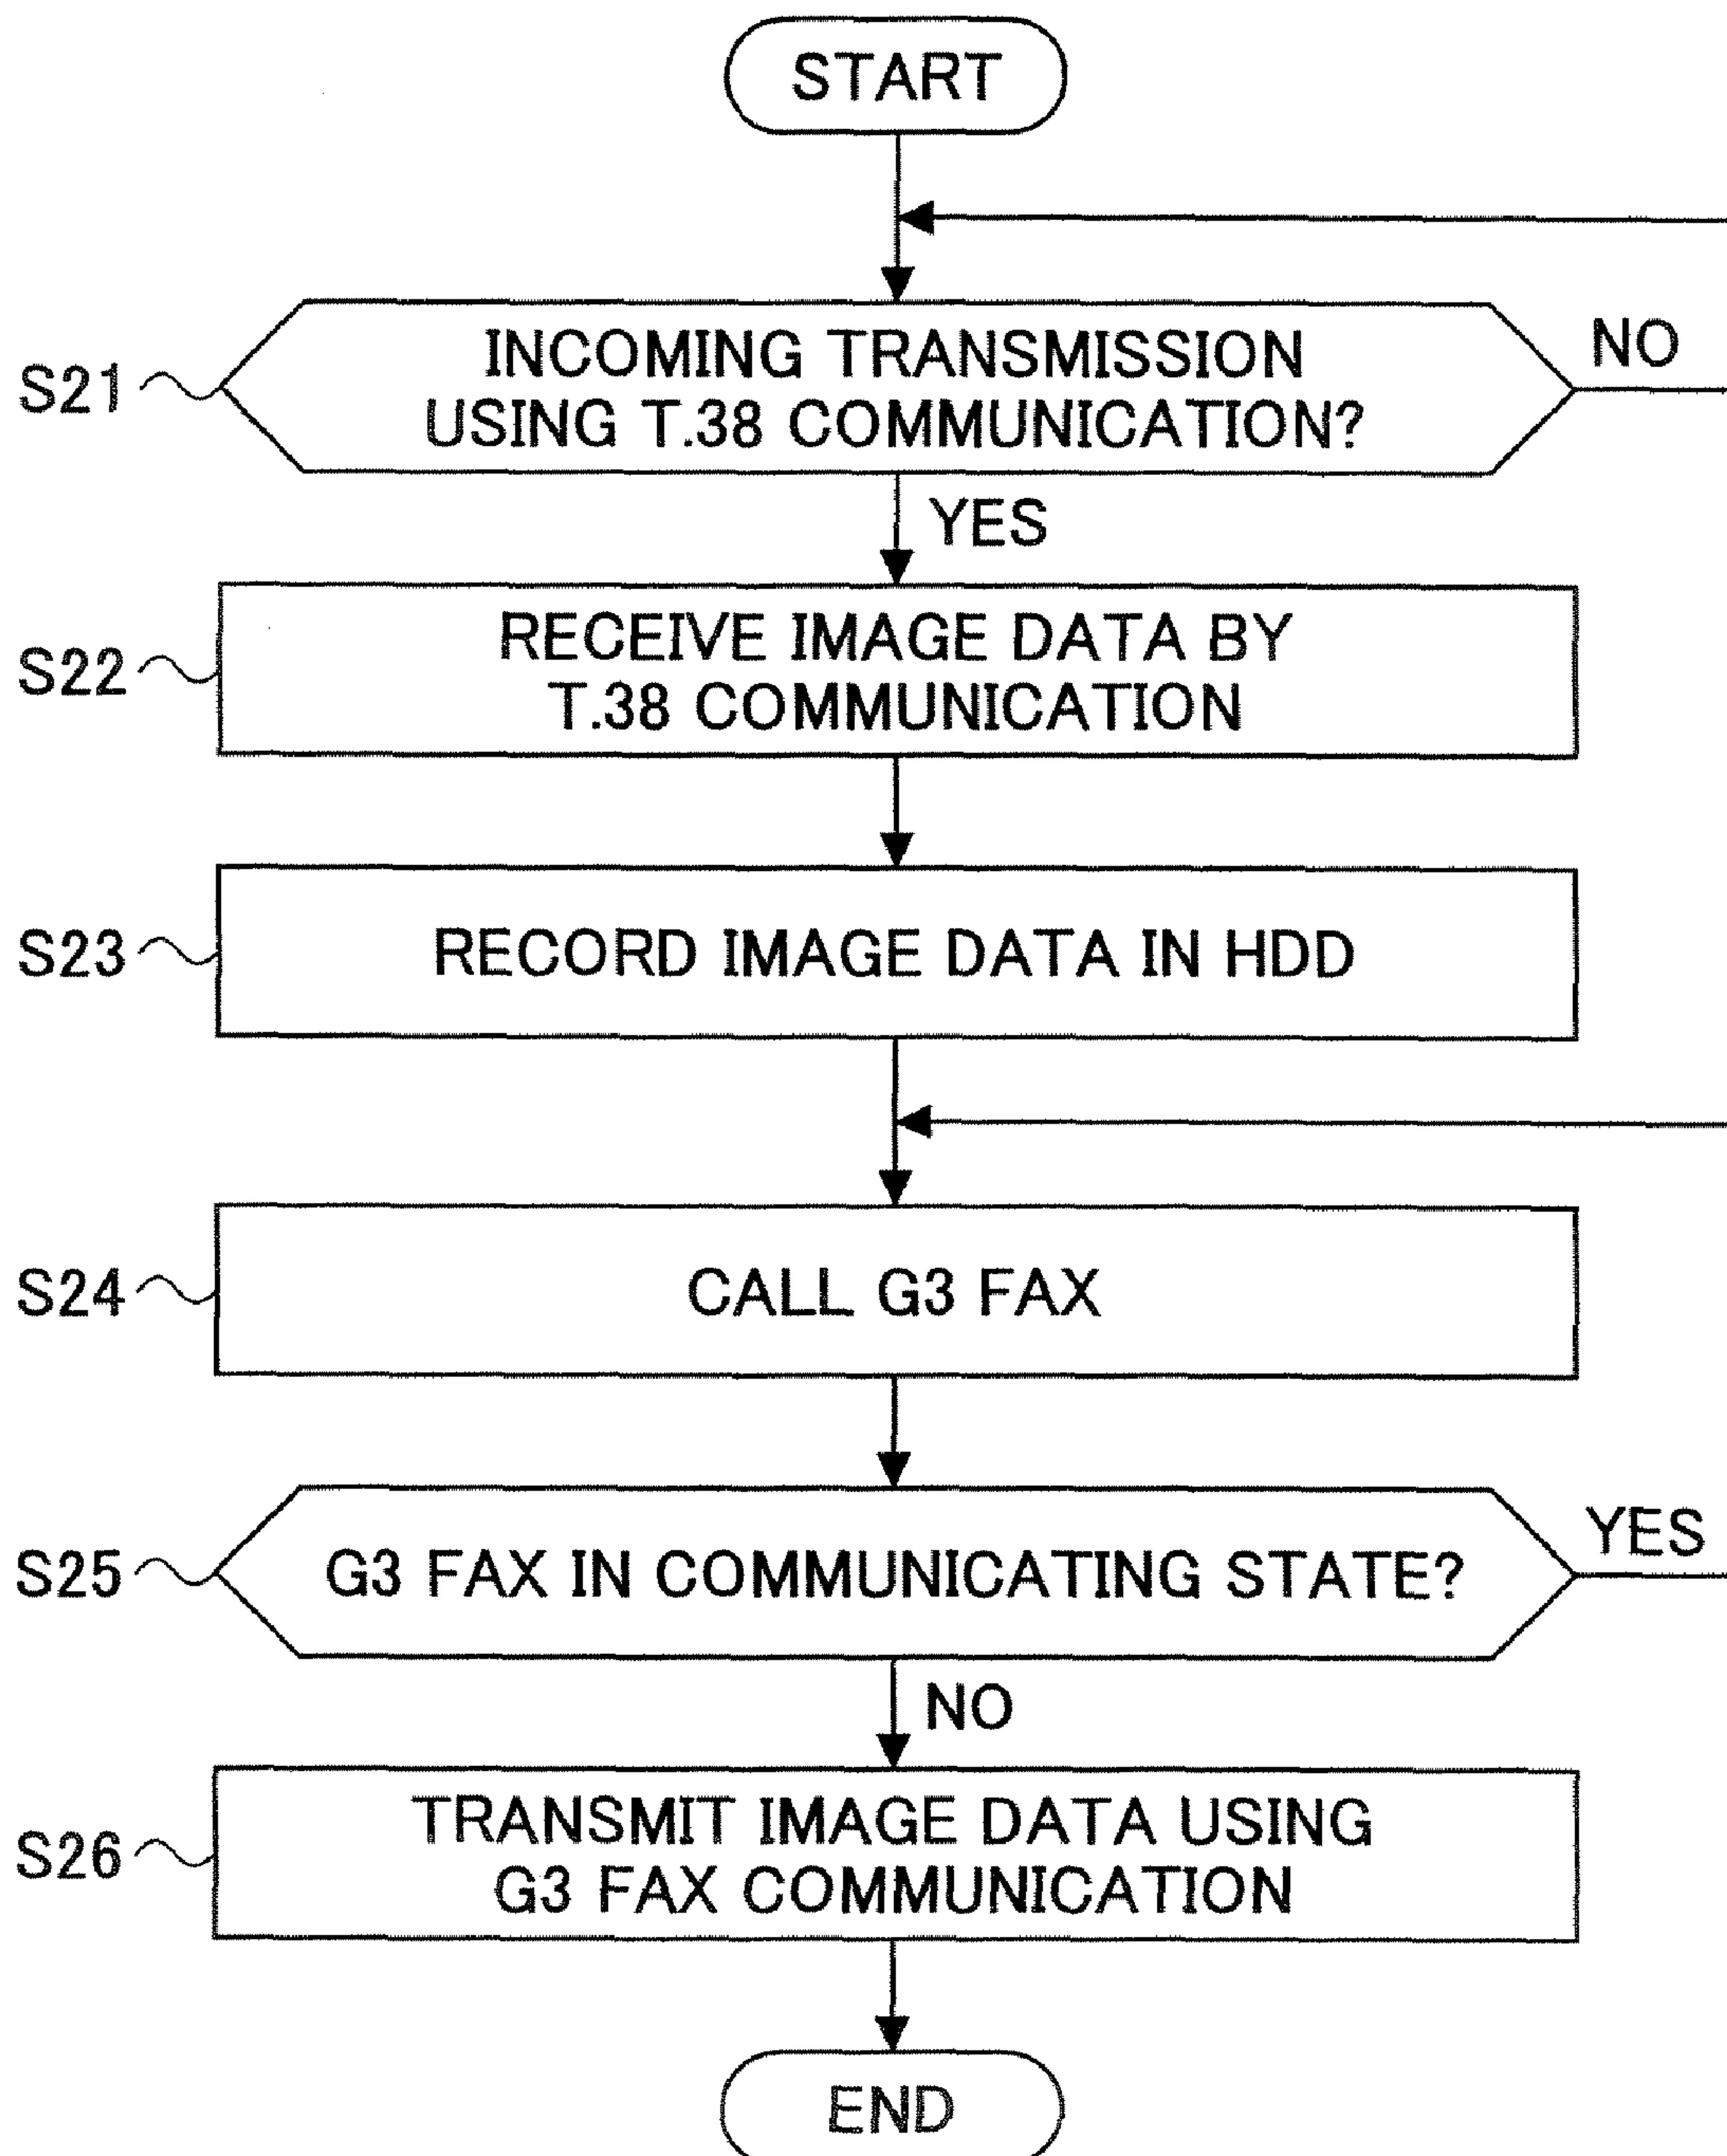 START
INCOMING TRANSMISSION
USING T.38 COMMUNICATION?
S21
NO
YES
RECEIVE IMAGE DATA BY
T.38 COMMUNICATION
S22
RECORD IMAGE DATA IN HDD
S23
CALL G3 FAX
S24
G3 FAX IN COMMUNICATING STATE?
S25
YES
NO
TRANSMIT IMAGE DATA USING
G3 FAX COMMUNICATION
S26
END